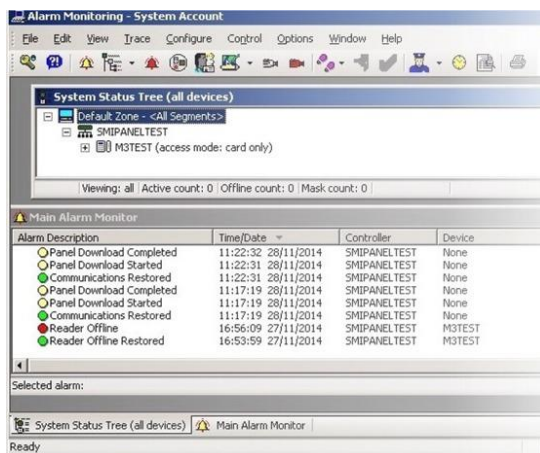 Alarm Monitoring - System Account
File Edit View Trace Configure Control Options Window Help
System Status Tree (all devices)
Default Zone - <All Segments>
SMIPANELTEST
M3TEST (access mode: card only)
Viewing: all Active count: 0 Offline count: 0 Mask count: 0
Main Alarm Monitor
Alarm Description Time/Date Controller Device
Panel Download Completed 11:22:32 28/11/2014 SMIPANELTEST None
Panel Download Started 11:22:31 28/11/2014 SMIPANELTEST None
Communications Restored 11:22:31 28/11/2014 SMIPANELTEST None
Panel Download Completed 11:17:19 28/11/2014 SMIPANELTEST None
Panel Download Started 11:17:19 28/11/2014 SMIPANELTEST None
Communications Restored 11:17:19 28/11/2014 SMIPANELTEST None
Reader Offline 16:56:09 27/11/2014 SMIPANELTEST M3TEST
Reader Offline Restored 16:53:59 27/11/2014 SMIPANELTEST M3TEST
Selected alarm:
System Status Tree (all devices) Main Alarm Monitor
Ready